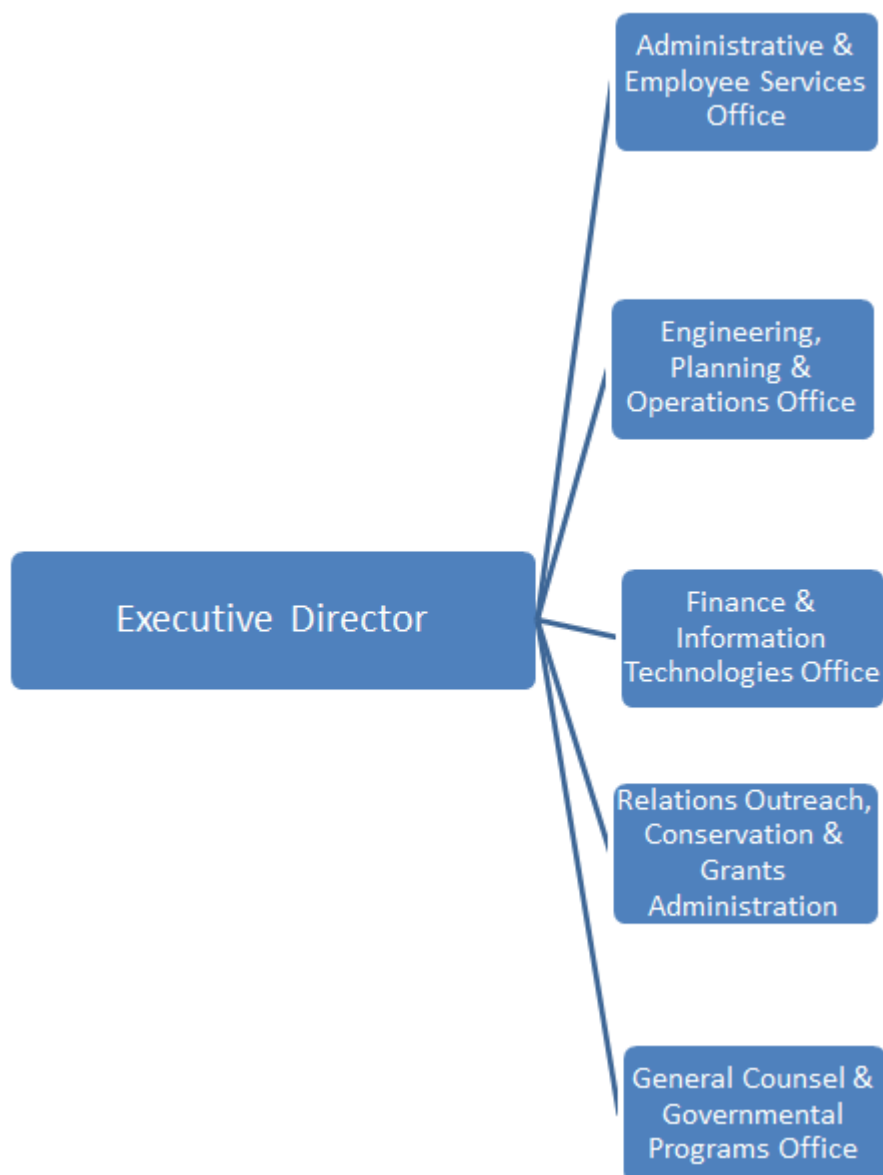 Administrative &
Employee Services
Office
Engineering,
Planning &
Operations Office
Executive Director
Finance &
Information
Technologies Office
Relations Outreach,
Conservation &
Grants
Administration
General Counsel &
Governmental
Programs Office